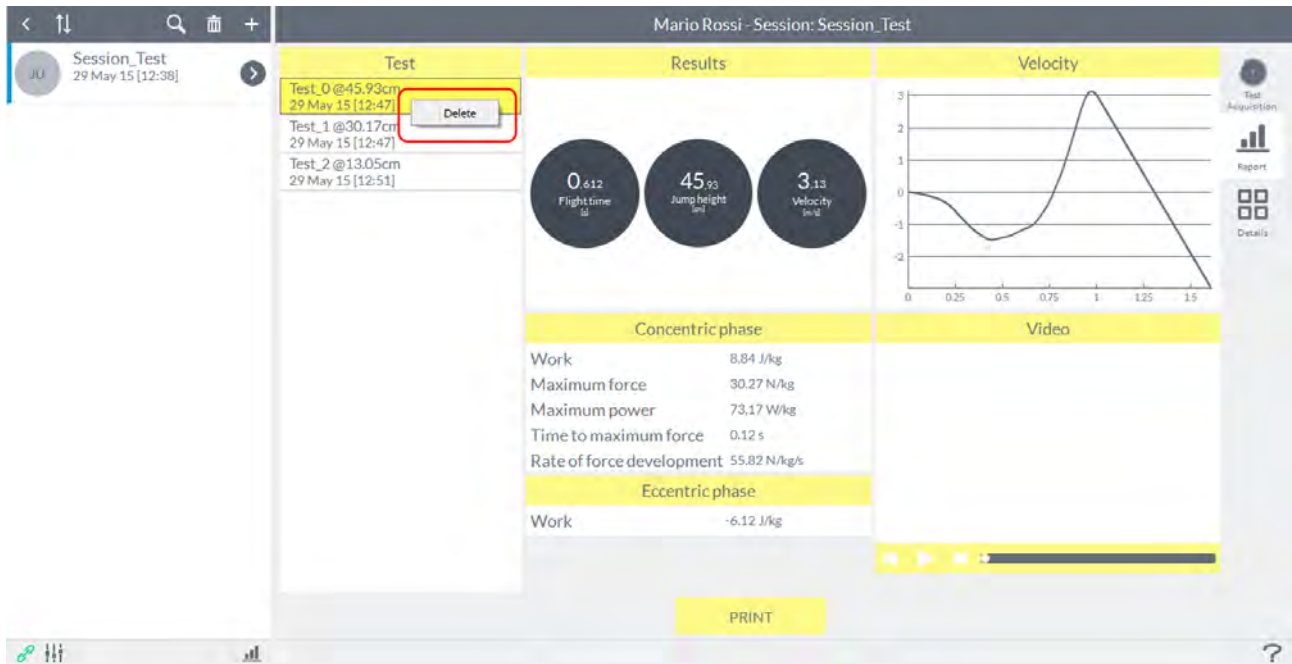 Mario Rossi - Session: Session_Test
JU
Session_Test
29 May 15 [12:38]
Test
Test_0 @45.93cm
29 May 15 [12:47]
Delete
Test_1 @30.17cm
29 May 15 [12:47]
Test_2 @13.05cm
29 May 15 [12:51]
Results
0.612
Flight time
[s]
45.93
Jump height
[cm]
3.13
Velocity
[m/s]
Concentric phase
Work 8.84 J/kg
Maximum force 30.27 N/kg
Maximum power 73.17 W/kg
Time to maximum force 0.12 s
Rate of force development 55.82 N/kg/s
Eccentric phase
Work -6.12 J/kg
Velocity
3
2
1
0
-1
-2
0 0.25 0.5 0.75 1 1.25 1.5
Video
Test
Acquisition
Report
Details
PRINT
?